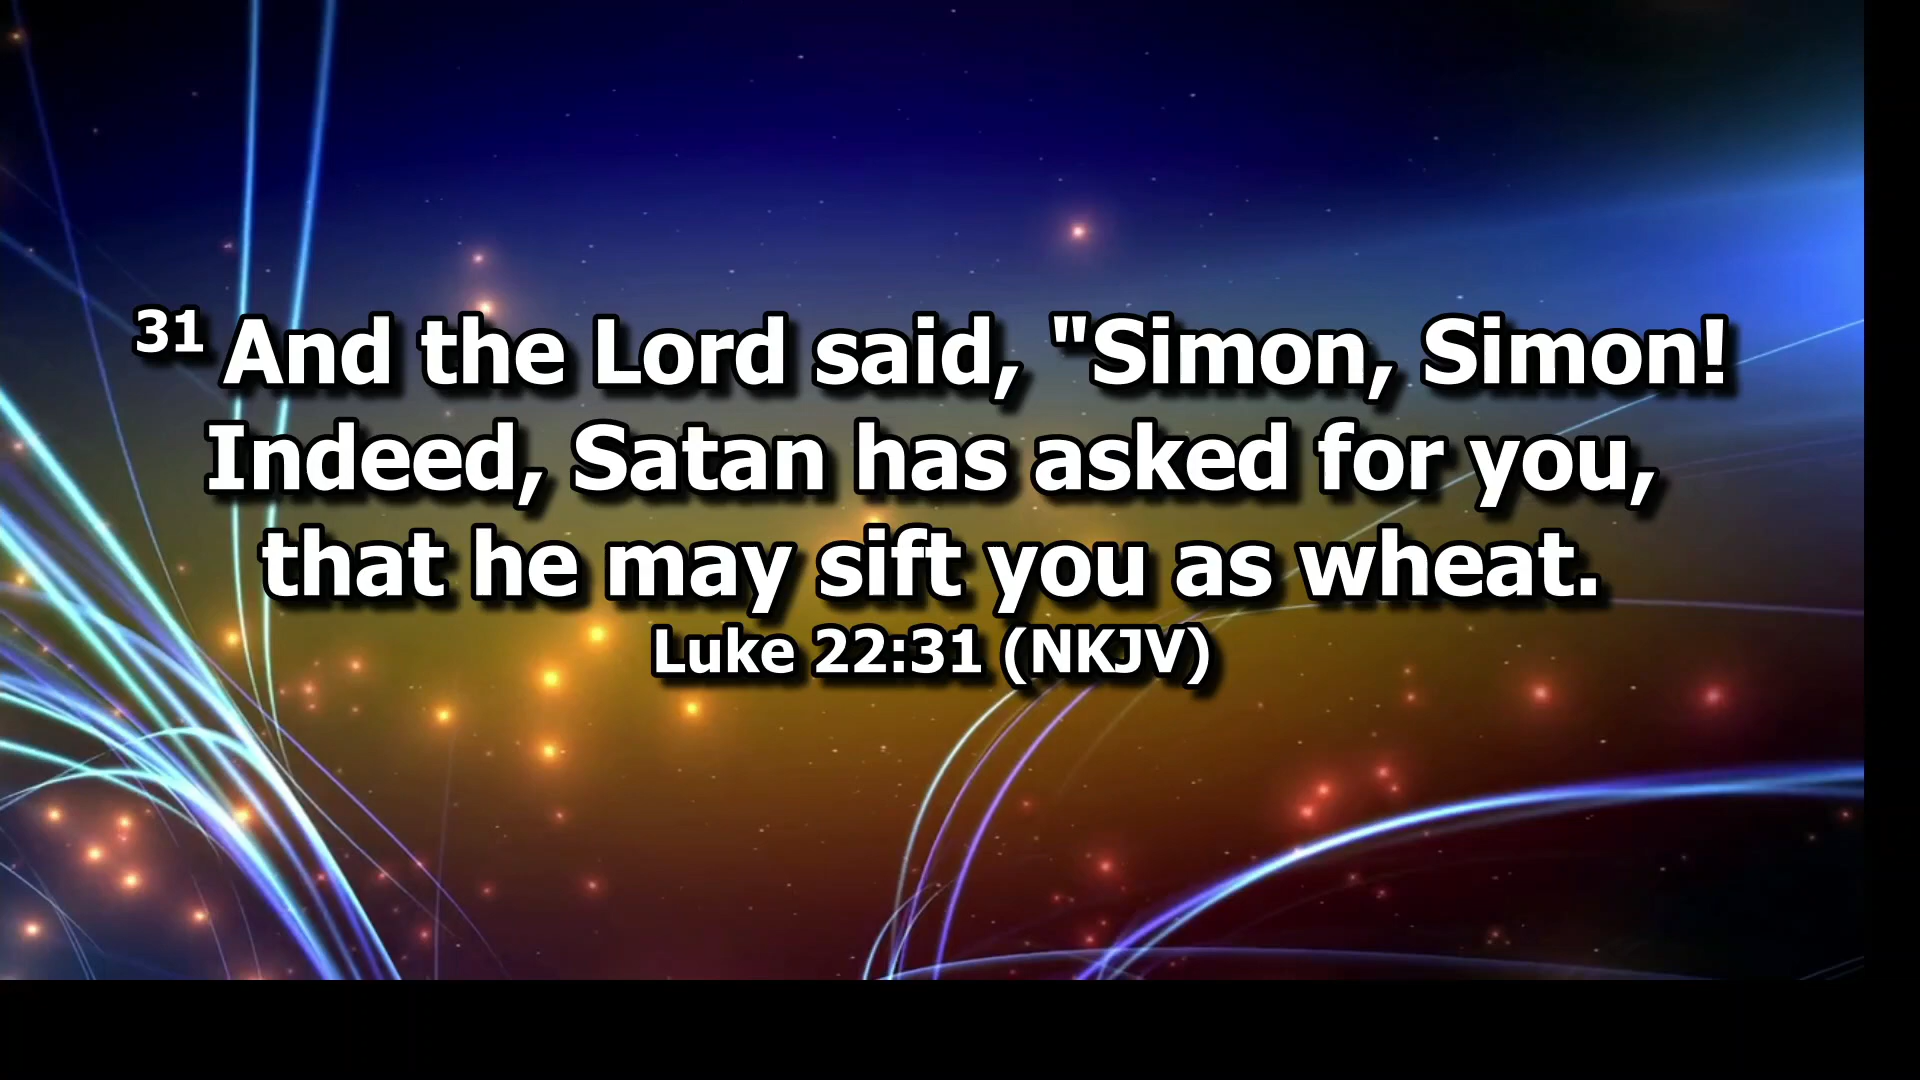 31 And the Lord said, "Simon, Simon!
Indeed, Satan has asked for you,
that he may sift you as wheat.
Luke 22:31 (NKJV)